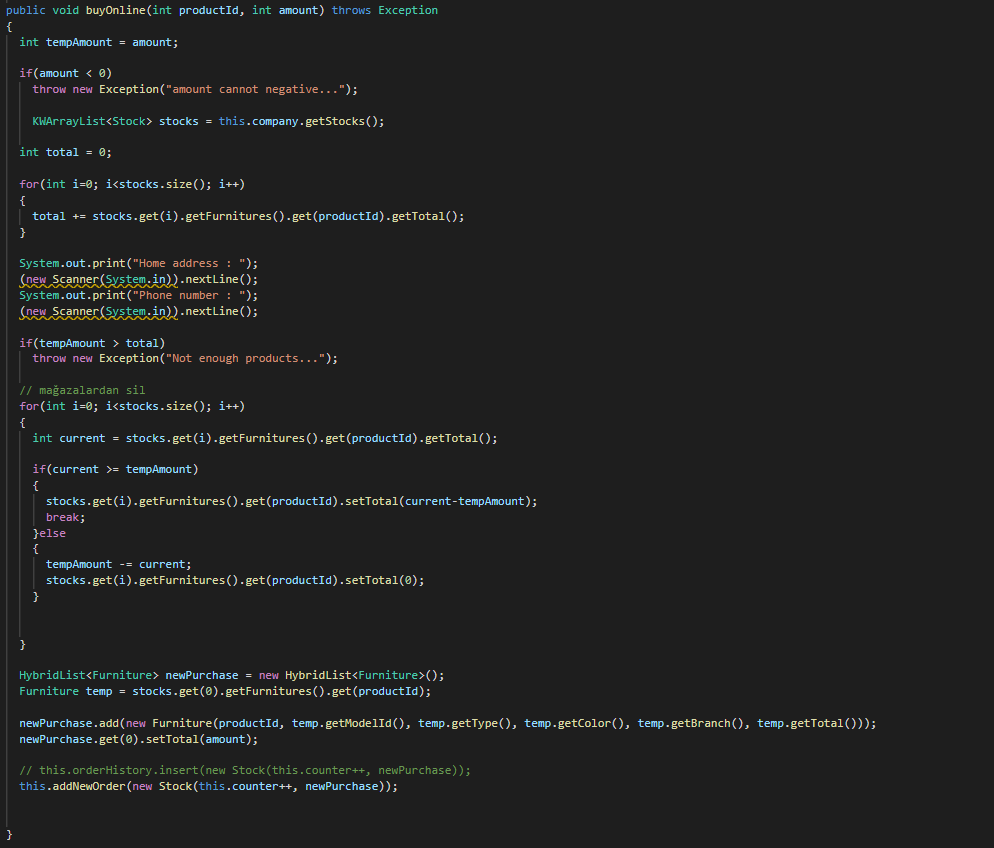 public void buyOnline(int productId, int amount) throws Exception
{
int tempAmount = amount;
if(amount < 0)
throw new Exception("amount cannot negative...");
KWArrayList<Stock> stocks = this.company.getStocks();
int total = 0;
for(int i=0; i<stocks.size(); i++)
{
total += stocks.get(i).getFurnitures().get(productId).getTotal();
}
System.out.print("Home address : ");
(new Scanner(System.in)).nextLine();
System.out.print("Phone number : ");
(new Scanner(System.in)).nextLine();
if(tempAmount > total)
throw new Exception("Not enough products...");
// mağazalardan sil
for(int i=0; i<stocks.size(); i++)
{
int current = stocks.get(i).getFurnitures().get(productId).getTotal();
if(current >= tempAmount)
{
stocks.get(i).getFurnitures().get(productId).setTotal(current-tempAmount);
break;
}else
{
tempAmount -= current;
stocks.get(i).getFurnitures().get(productId).setTotal(0);
}
}
HybridList<Furniture> newPurchase = new HybridList<Furniture>();
Furniture temp = stocks.get(0).getFurnitures().get(productId);
newPurchase.add(new Furniture(productId, temp.getModelId(), temp.getType(), temp.getColor(), temp.getBranch(), temp.getTotal()));
newPurchase.get(0).setTotal(amount);
// this.orderHistory.insert(new Stock(this.counter++, newPurchase));
this.addNewOrder(new Stock(this.counter++, newPurchase));
}